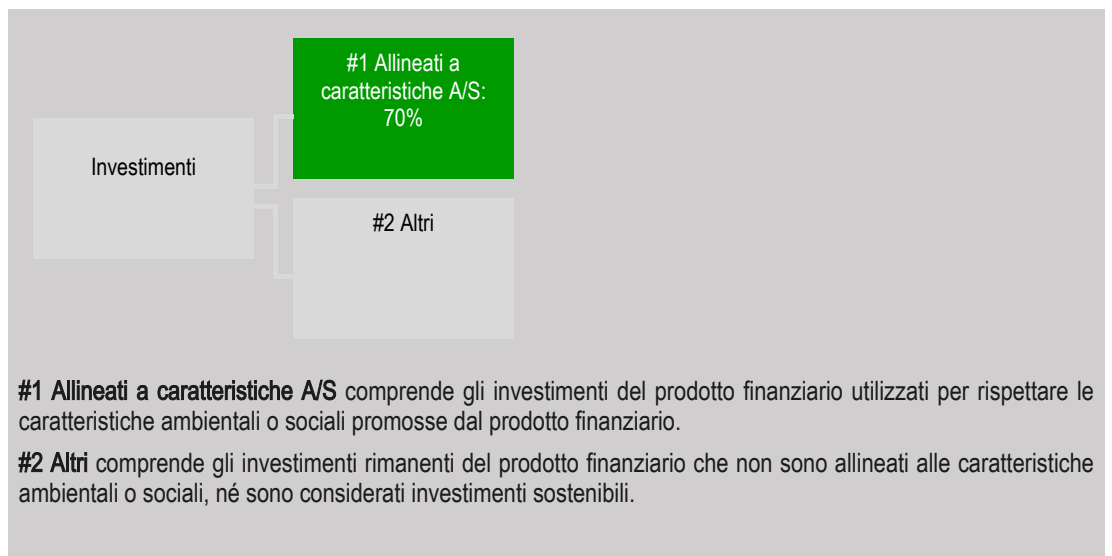 #1 Allineati a
caratteristiche A/S:
70%
Investimenti
#2 Altri
#1 Allineati a caratteristiche A/S comprende gli investimenti del prodotto finanziario utilizzati per rispettare le
caratteristiche ambientali o sociali promosse dal prodotto finanziario.
#2 Altri comprende gli investimenti rimanenti del prodotto finanziario che non sono allineati alle caratteristiche
ambientali o sociali, né sono considerati investimenti sostenibili.